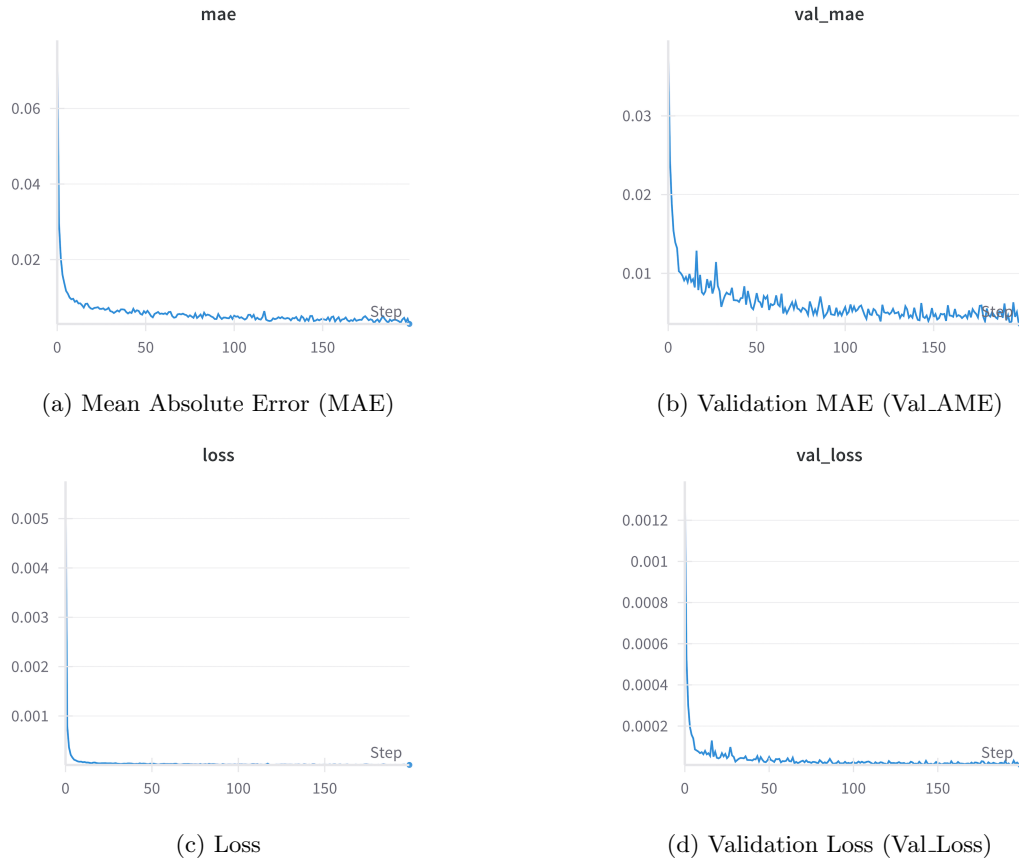 mae
0.06
0.04
0.02
Step
0
50
100
150
(a) Mean Absolute Error (MAE)
val_mae
0.03
0.02
0.01
Step
0
50
100
150
(b) Validation MAE (Val_AME)
loss
0.005
0.004
0.003
0.002
0.001
Step
0
50
100
150
(c) Loss
val_loss
0.0012
0.001
0.0008
0.0006
0.0004
0.0002
Step
0
50
100
150
(d) Validation Loss (Val_Loss)